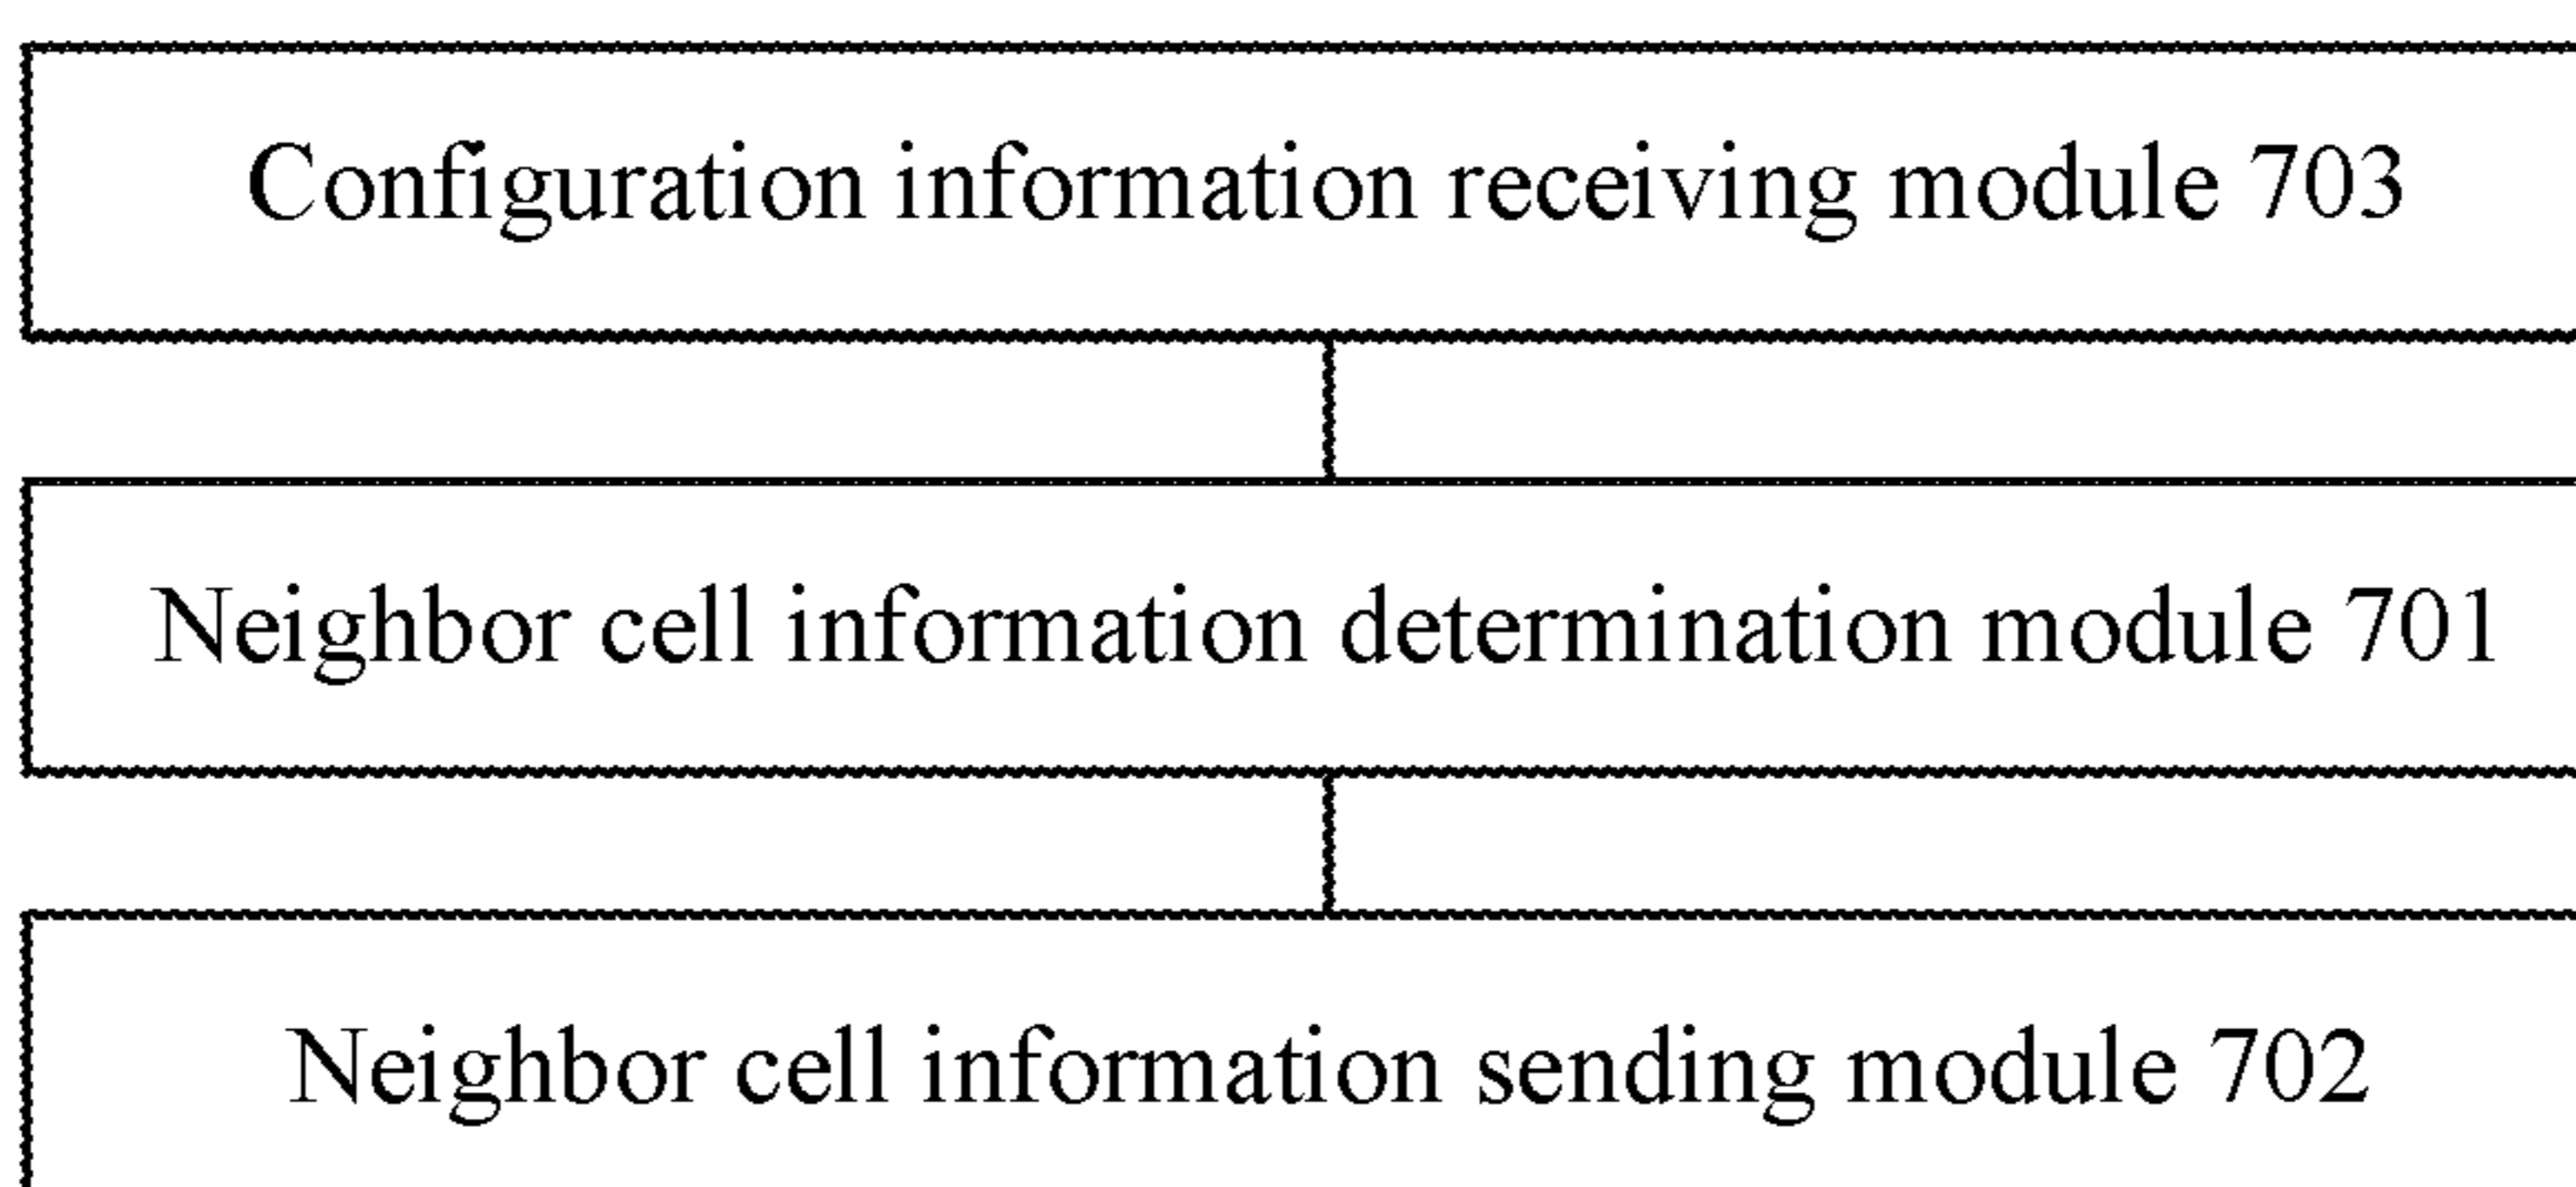 Configuration information receiving module 703
Neighbor cell information determination module 701
Neighbor cell information sending module 702